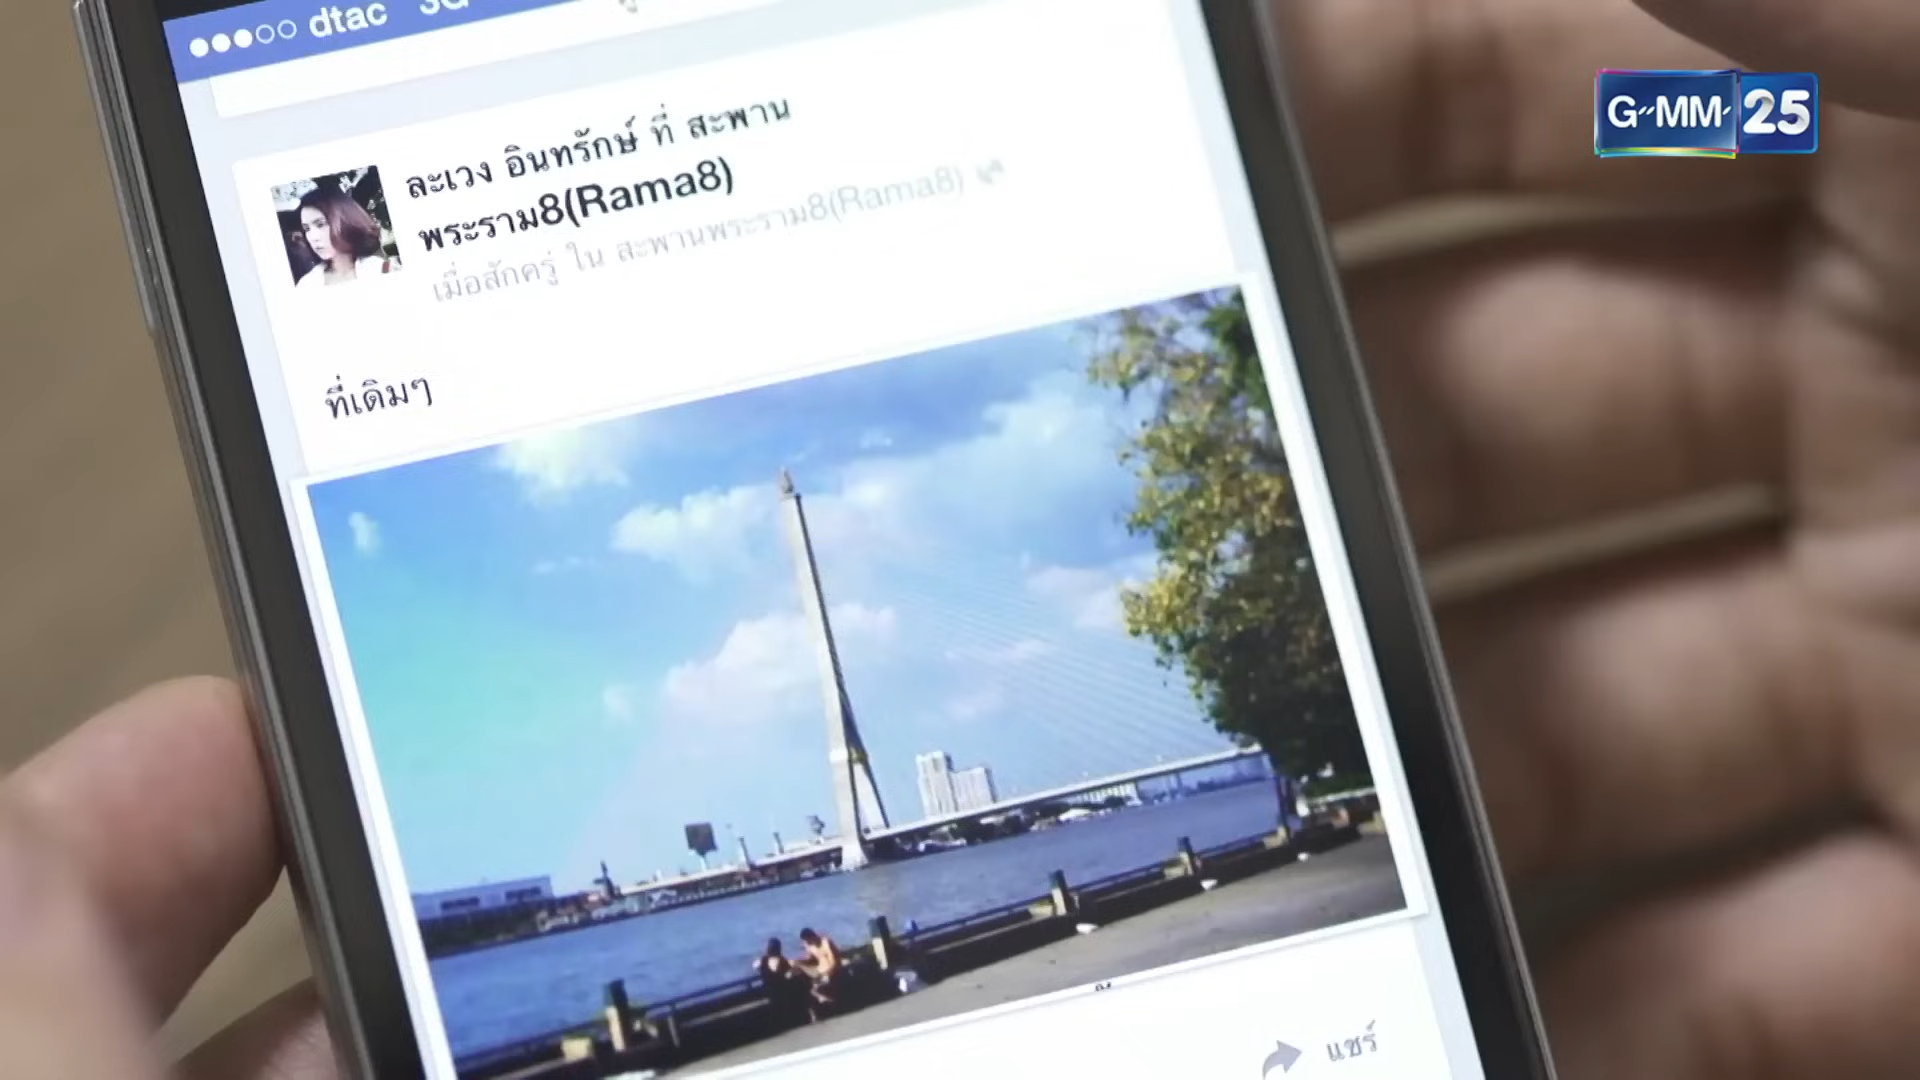 dtac 3G
GMM 25
ละเวง อินทรักษ์ ที่ สะพาน
พระราม8(Rama8)
เมื่อสักครู่ ใน สะพานพระราม8(Rama8)
ที่เดิมๆ
แชร์